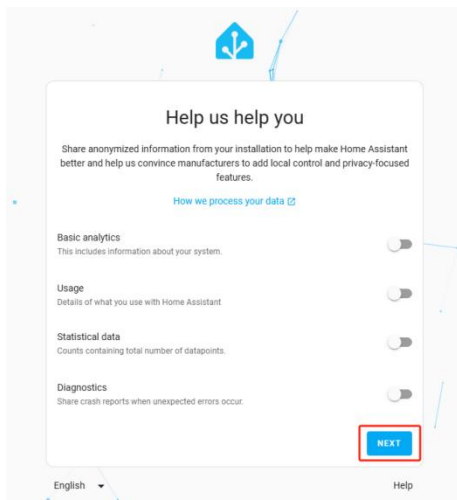 Help us help you
Share anonymized information from your installation to help make Home Assistant
better and help us convince manufacturers to add local control and privacy-focused
features.
How we process your data
Basic analytics
This includes information about your system.
Usage
Details of what you use with Home Assistant
Statistical data
Counts containing total number of datapoints.
Diagnostics
Share crash reports when unexpected errors occur.
NEXT
English
Help